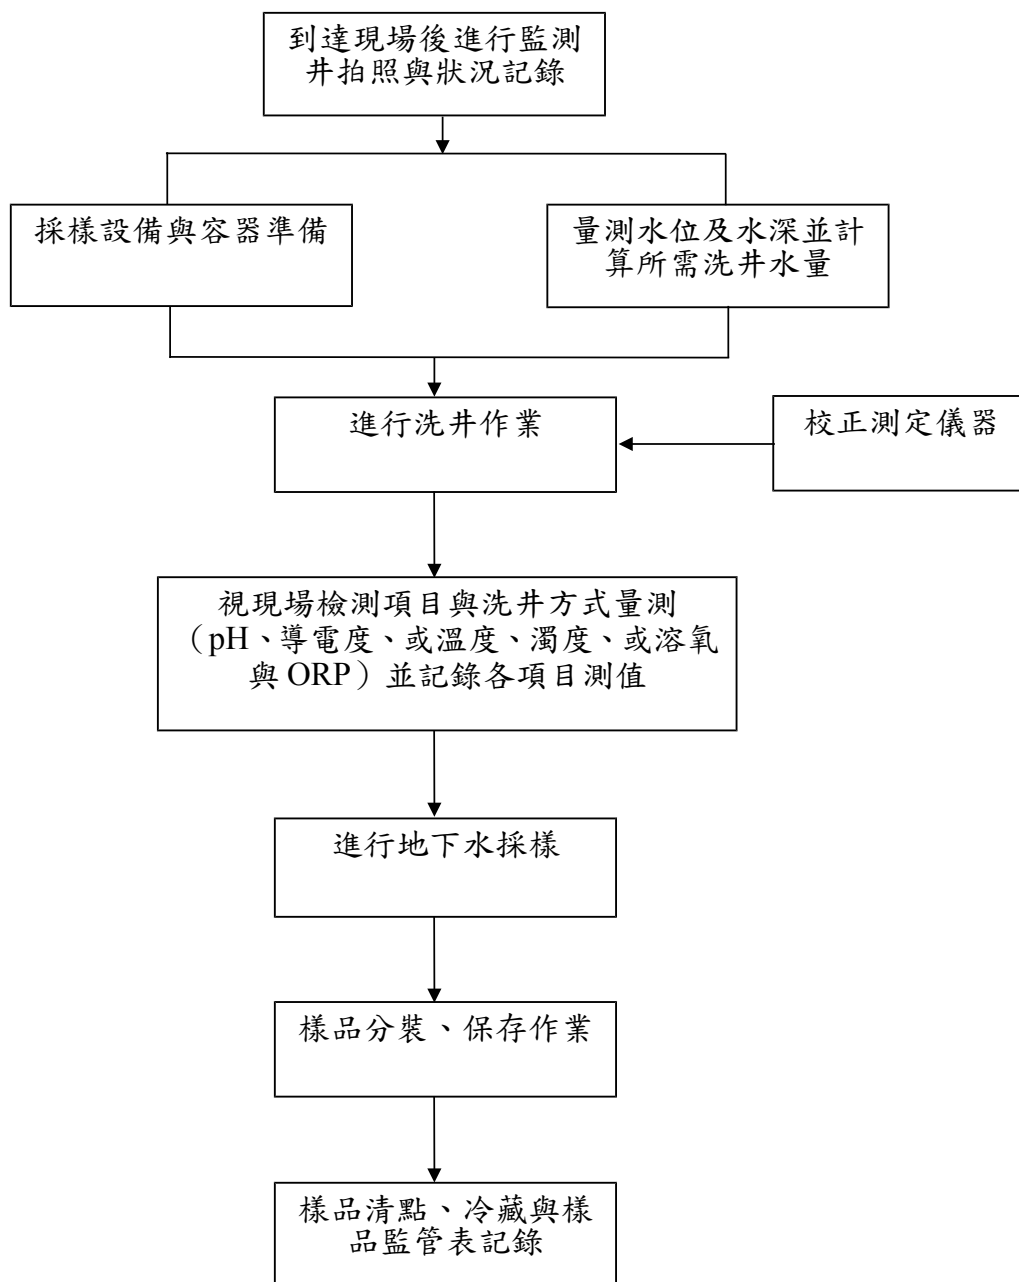 到達現場後進行監測
井拍照與狀況記錄
採樣設備與容器準備
量測水位及水深並計
算所需洗井水量
進行洗井作業
校正測定儀器
視現場檢測項目與洗井方式量測
（pH、導電度、或溫度、濁度、或溶氧
與 ORP）並記錄各項目測值
進行地下水採樣
樣品分裝、保存作業
樣品清點、冷藏與樣
品監管表記錄